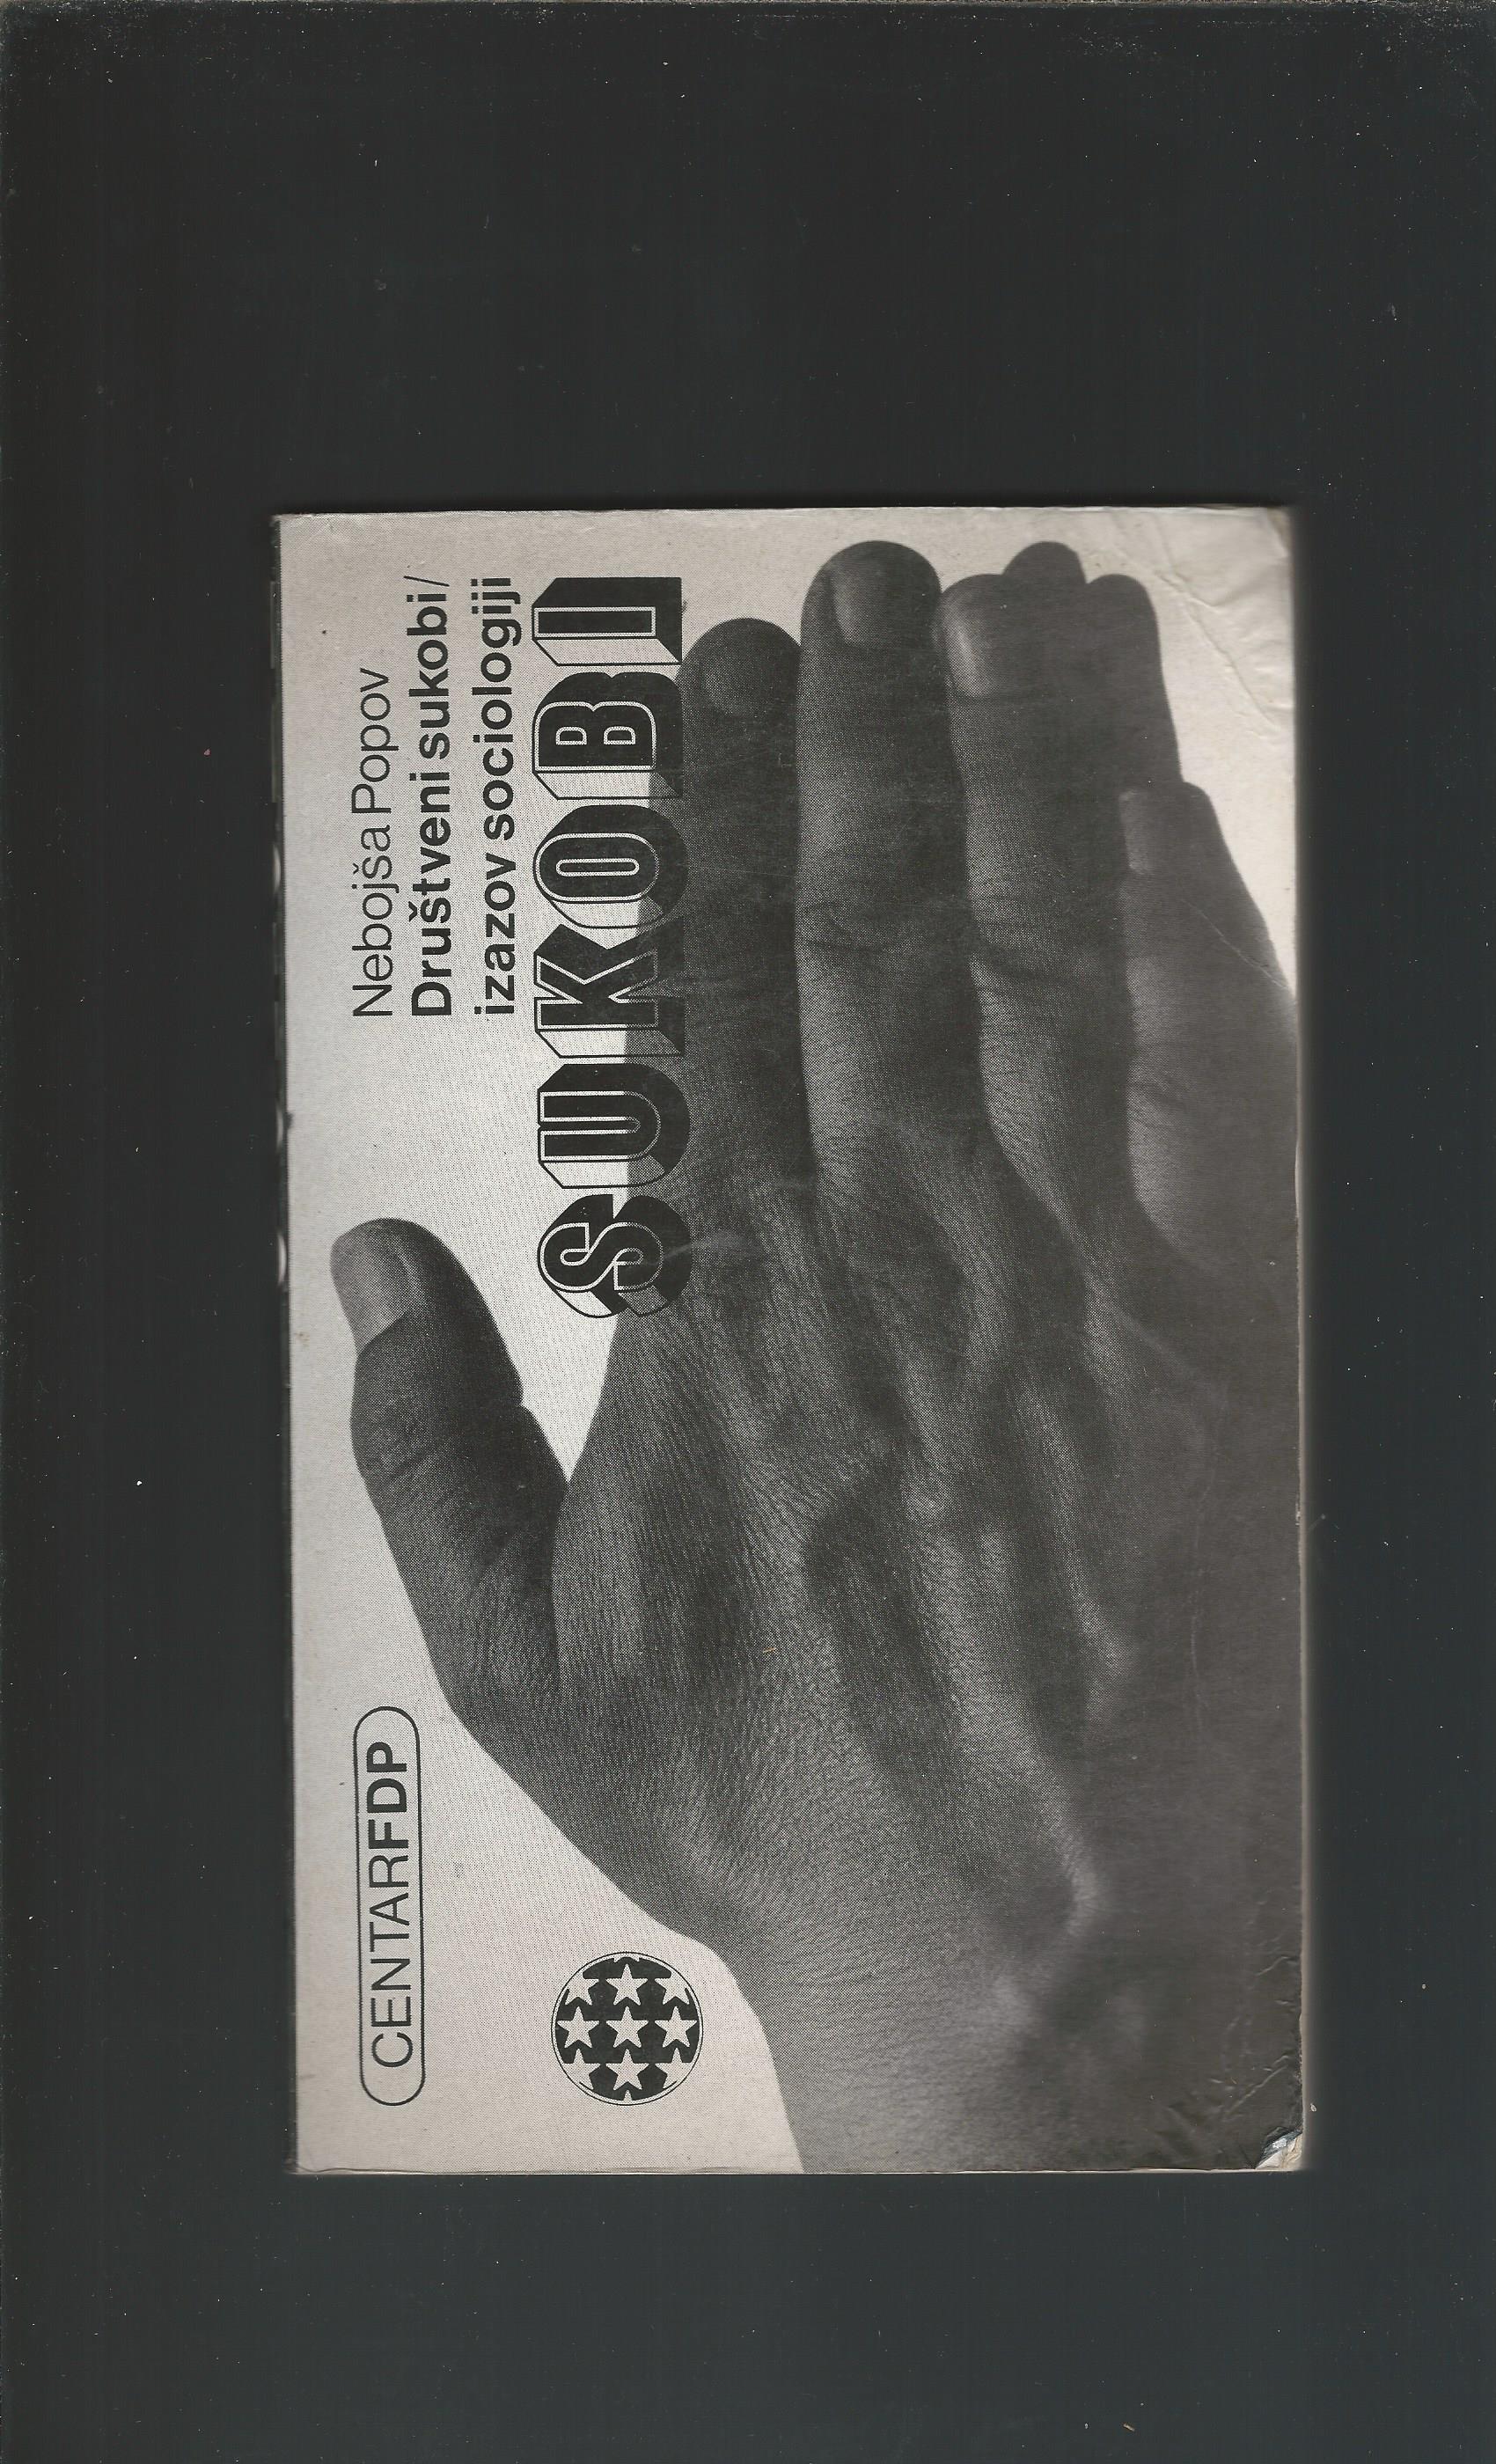 Nebojša Popov
Društveni sukobi/
izazov sociologiji
SUKOBI
CENTARFDP